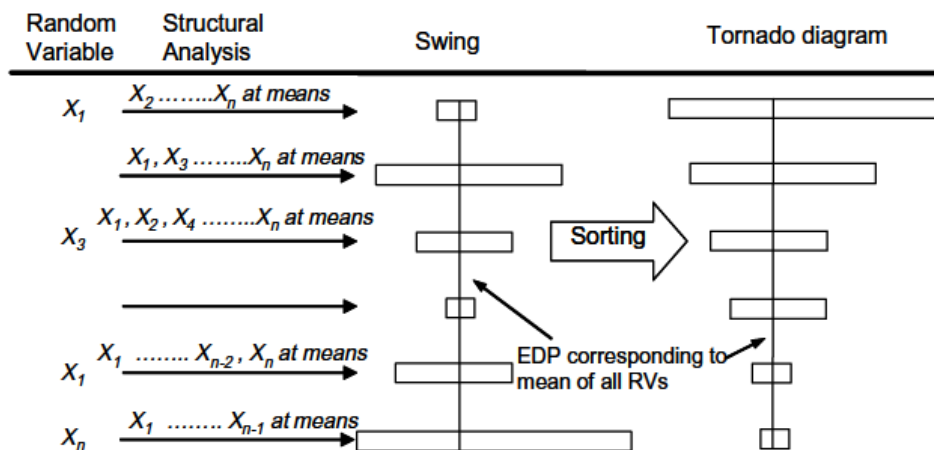 Random Variable
Structural Analysis
Swing
Tornado diagram
X₁
X₂ ……..Xₙ at means
X₁, X₃ ……..Xₙ at means
X₃
X₁, X₂, X₄ ……..Xₙ at means
Sorting
X₁
X₁ …….. Xₙ₋₂, Xₙ at means
EDP corresponding to
mean of all RVs
Xₙ
X₁ …….. Xₙ₋₁ at means